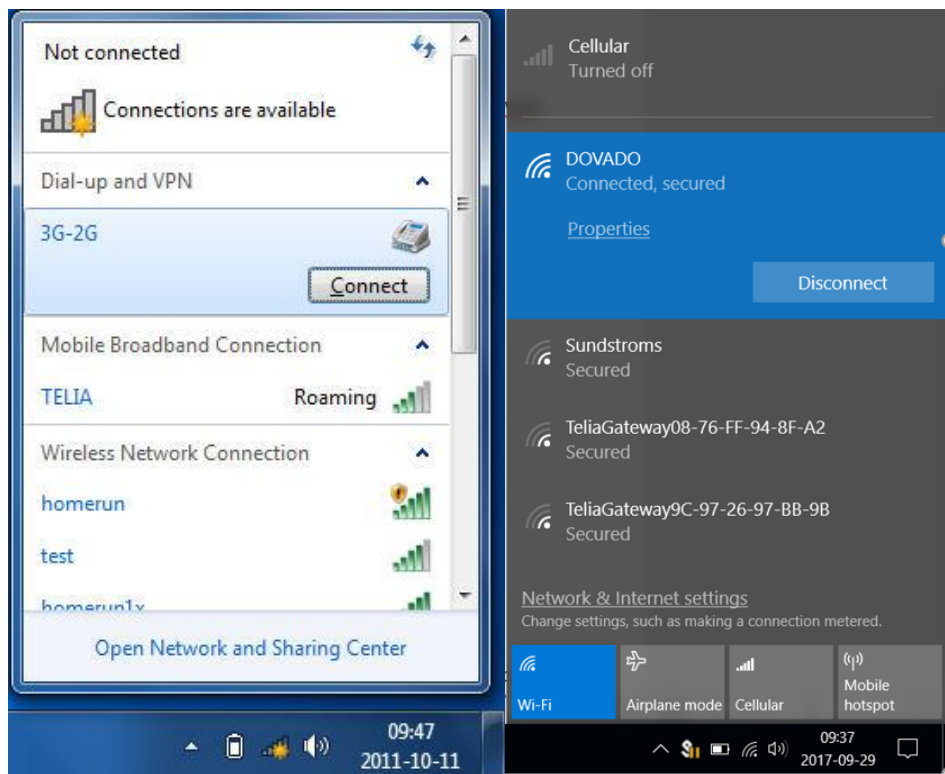 Not connected
Connections are available
Dial-up and VPN
3G-2G
Connect
Mobile Broadband Connection
TELIA Roaming
Wireless Network Connection
homerun
test
homerun1x
Open Network and Sharing Center
09:47
2011-10-11
Cellular
Turned off
DOVADO
Connected, secured
Properties
Disconnect
Sundstroms
Secured
TeliaGateway08-76-FF-94-8F-A2
Secured
TeliaGateway9C-97-26-97-BB-9B
Secured
Network & Internet settings
Change settings, such as making a connection metered.
Wi-Fi
Airplane mode
Cellular
Mobile
hotspot
09:37
2017-09-29